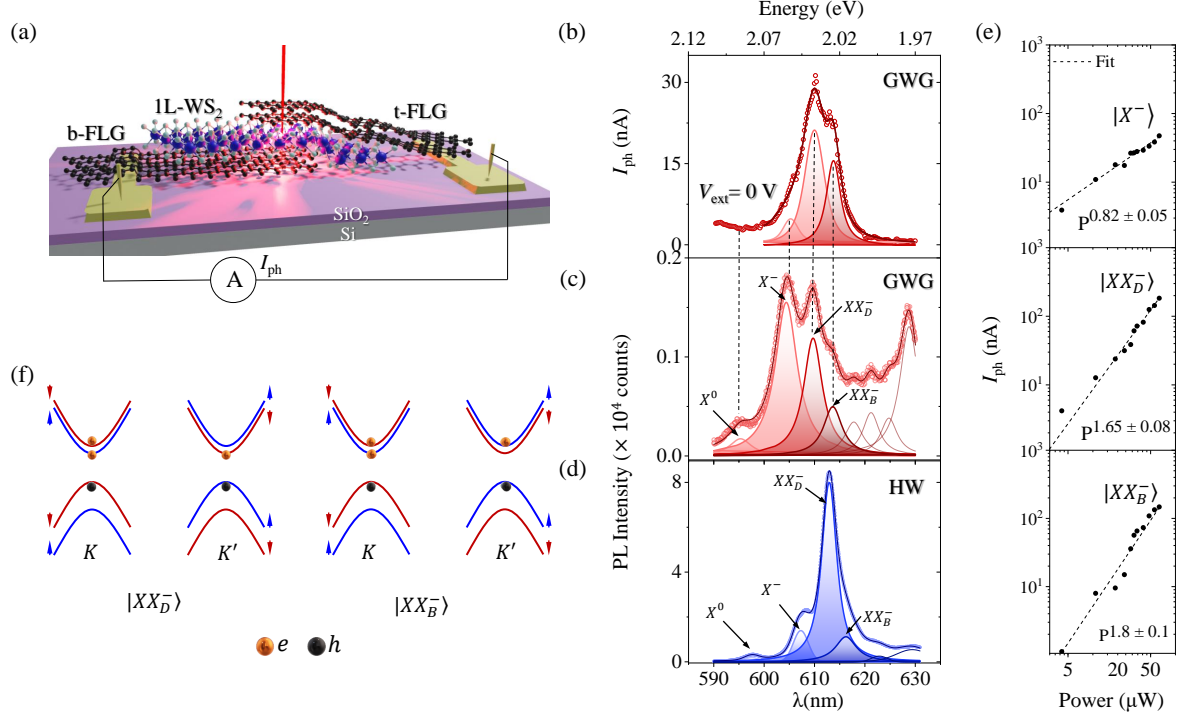 (a)
1L-WS₂
b-FLG
t-FLG
SiO₂
Si
A
I_ph
(b)
Energy (eV)
2.12 2.07 2.02 1.97
GWG
I_ph (nA)
30
15
0
V_ext = 0 V
(c)
GWG
0.2
0.1
0.0
X⁰
X⁻
XX_D⁻
XX_B⁻
PL Intensity (× 10⁴ counts)
(d)
HW
8
4
0
X⁰
X⁻
XX_D⁻
XX_B⁻
590 600 610 620 630
λ(nm)
(e)
10³
---- Fit
|X⁻⟩
10²
10¹
P^0.82 ± 0.05
10³
|XX_D⁻⟩
10²
I_ph (nA)
10¹
P^1.65 ± 0.08
10³
|XX_B⁻⟩
10²
10¹
P^1.8 ± 0.1
5 20 50
Power (μW)
(f)
K K′ K K′
|XX_D⁻⟩ |XX_B⁻⟩
e h